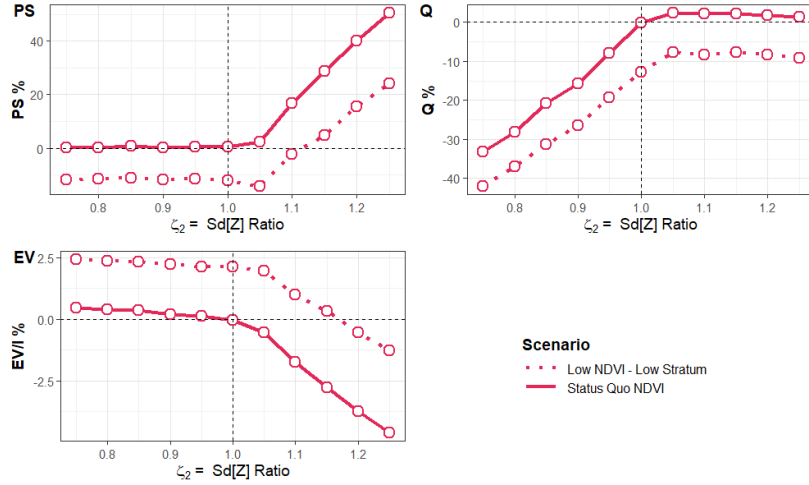 PS
PS %
40
20
0
0.8 0.9 1.0 1.1 1.2
ζ₂ = Sd[Z] Ratio
Q
Q %
0
-10
-20
-30
-40
0.8 0.9 1.0 1.1 1.2
ζ₂ = Sd[Z] Ratio
EV
EV/I %
2.5
0.0
-2.5
0.8 0.9 1.0 1.1 1.2
ζ₂ = Sd[Z] Ratio
Scenario
Low NDVI - Low Stratum
Status Quo NDVI